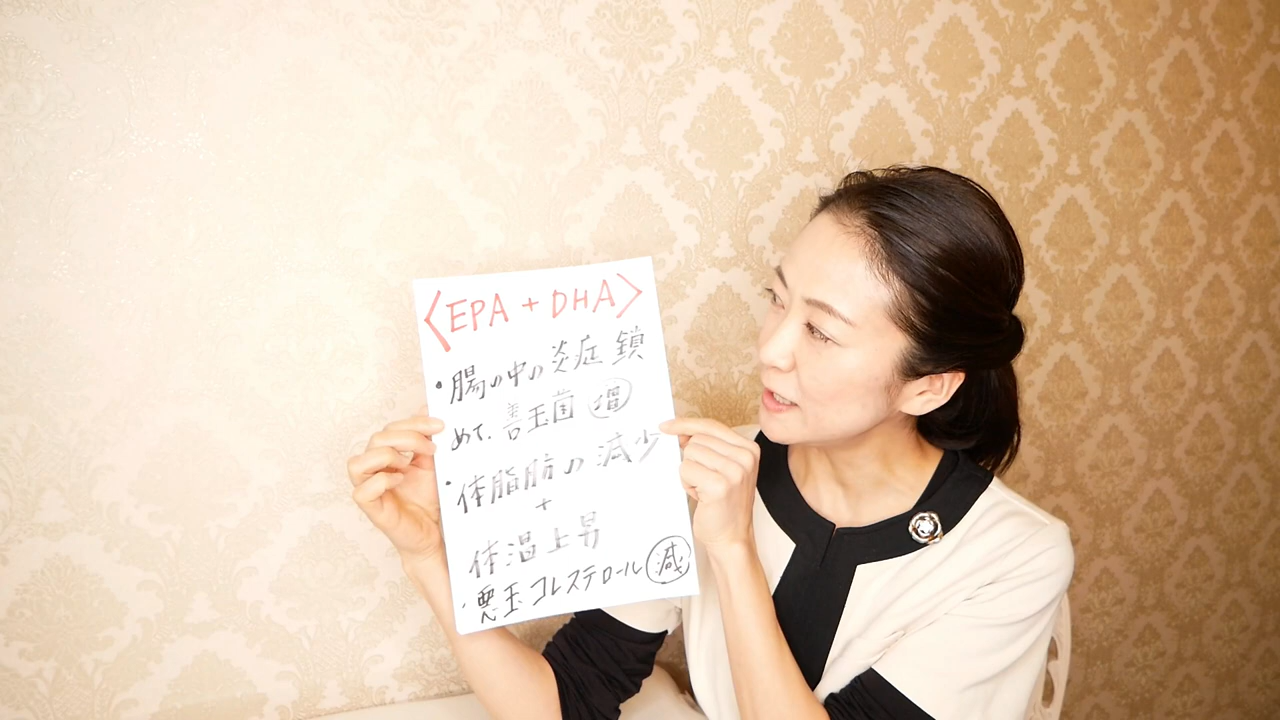 〈EPA+DHA〉
・腸の中の炎症 鎮
めて、善玉菌 増
・体脂肪の減少
+
体温上昇
・悪玉コレステロール 減